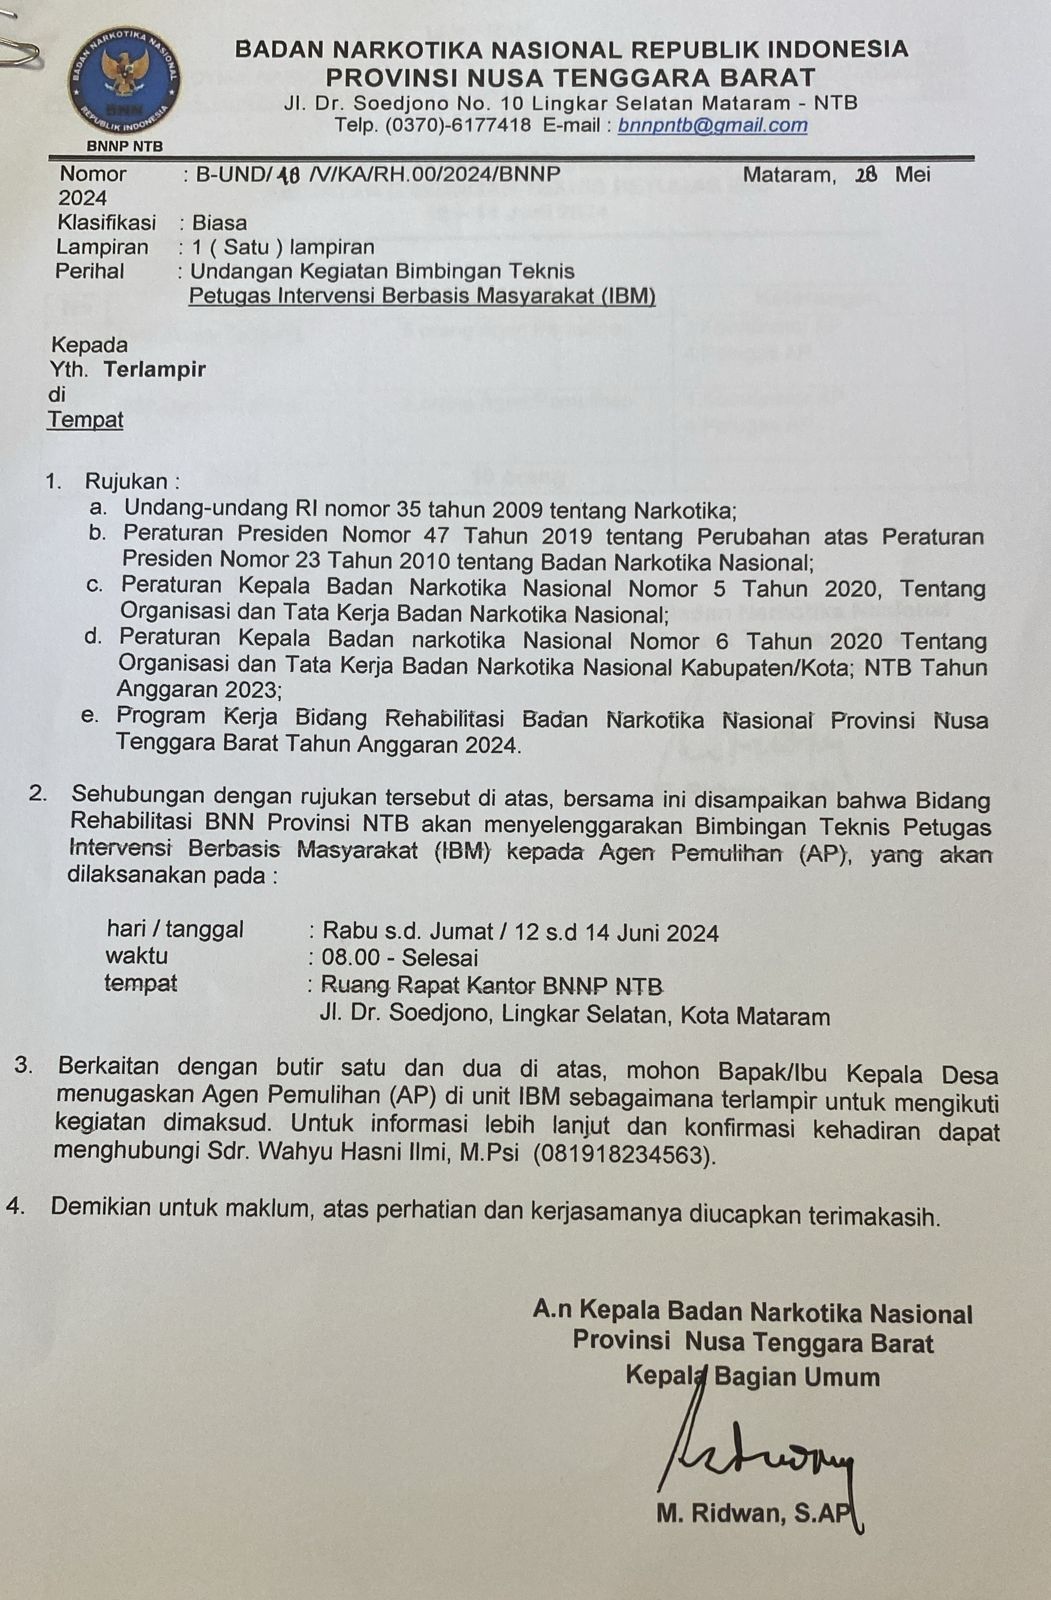 BADAN NARKOTIKA NASIONAL
BNN
REPUBLIK INDONESIA
BNNP NTB
BADAN NARKOTIKA NASIONAL REPUBLIK INDONESIA
PROVINSI NUSA TENGGARA BARAT
Jl. Dr. Soedjono No. 10 Lingkar Selatan Mataram - NTB
Telp. (0370)-6177418 E-mail : bnnpntb@gmail.com
Nomor : B-UND/ 48 /V/KA/RH.00/2024/BNNP Mataram, 28 Mei
2024
Klasifikasi : Biasa
Lampiran : 1 ( Satu ) lampiran
Perihal : Undangan Kegiatan Bimbingan Teknis
Petugas Intervensi Berbasis Masyarakat (IBM)
Kepada
Yth. Terlampir
di
Tempat
1. Rujukan :
a. Undang-undang RI nomor 35 tahun 2009 tentang Narkotika;
b. Peraturan Presiden Nomor 47 Tahun 2019 tentang Perubahan atas Peraturan
Presiden Nomor 23 Tahun 2010 tentang Badan Narkotika Nasional;
c. Peraturan Kepala Badan Narkotika Nasional Nomor 5 Tahun 2020, Tentang
Organisasi dan Tata Kerja Badan Narkotika Nasional;
d. Peraturan Kepala Badan narkotika Nasional Nomor 6 Tahun 2020 Tentang
Organisasi dan Tata Kerja Badan Narkotika Nasional Kabupaten/Kota; NTB Tahun
Anggaran 2023;
e. Program Kerja Bidang Rehabilitasi Badan Narkotika Nasional Provinsi Nusa
Tenggara Barat Tahun Anggaran 2024.
2. Sehubungan dengan rujukan tersebut di atas, bersama ini disampaikan bahwa Bidang
Rehabilitasi BNN Provinsi NTB akan menyelenggarakan Bimbingan Teknis Petugas
Intervensi Berbasis Masyarakat (IBM) kepada Agen Pemulihan (AP), yang akan
dilaksanakan pada :
hari / tanggal : Rabu s.d. Jumat / 12 s.d 14 Juni 2024
waktu : 08.00 - Selesai
tempat : Ruang Rapat Kantor BNNP NTB
Jl. Dr. Soedjono, Lingkar Selatan, Kota Mataram
3. Berkaitan dengan butir satu dan dua di atas, mohon Bapak/Ibu Kepala Desa
menugaskan Agen Pemulihan (AP) di unit IBM sebagaimana terlampir untuk mengikuti
kegiatan dimaksud. Untuk informasi lebih lanjut dan konfirmasi kehadiran dapat
menghubungi Sdr. Wahyu Hasni Ilmi, M.Psi (081918234563).
4. Demikian untuk maklum, atas perhatian dan kerjasamanya diucapkan terimakasih.
A.n Kepala Badan Narkotika Nasional
Provinsi Nusa Tenggara Barat
Kepala Bagian Umum
M. Ridwan, S.AP